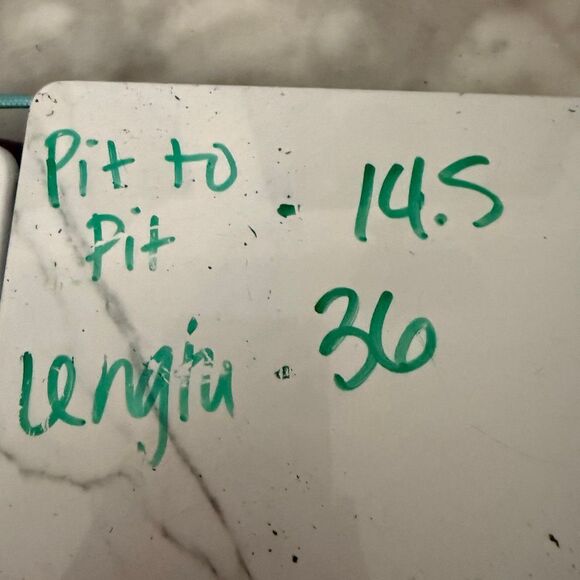 Pit to
Pit . 14.5
Length . 36